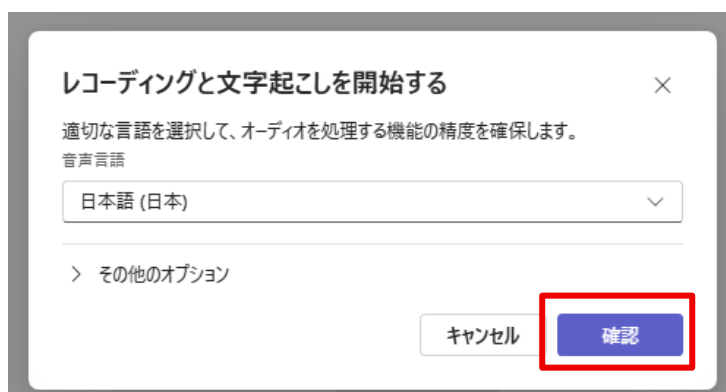 レコーディングと文字起こしを開始する
適切な言語を選択して、オーディオを処理する機能の精度を確保します。
音声言語
日本語 (日本)
その他のオプション
キャンセル
確認